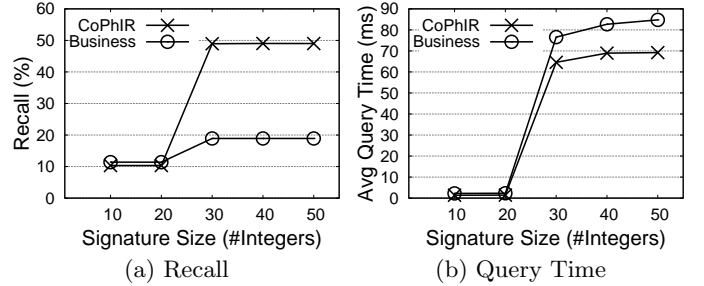 Recall (%)
60
50
40
30
20
10
0
CoPhIR
Business
10 20 30 40 50
Signature Size (#Integers)
(a) Recall
Avg Query Time (ms)
90
80
70
60
50
40
30
20
10
0
CoPhIR
Business
10 20 30 40 50
Signature Size (#Integers)
(b) Query Time